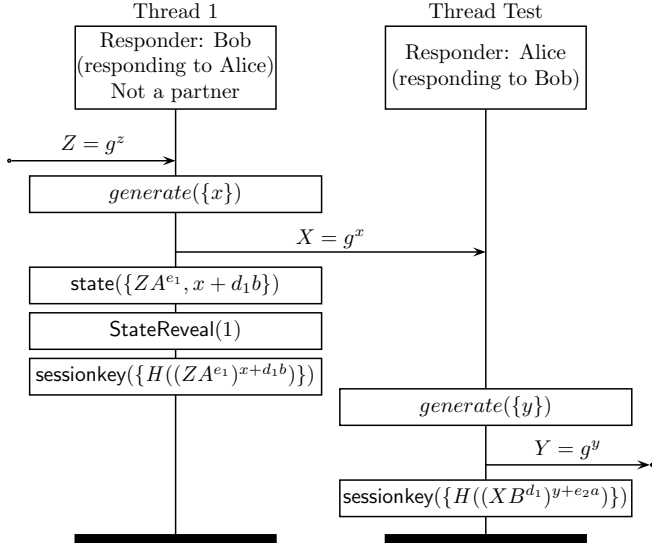 Thread 1
Thread Test
Responder: Bob
(responding to Alice)
Not a partner
Responder: Alice
(responding to Bob)
Z = g^z
generate({x})
X = g^x
state({ZA^{e_1}, x + d_1b})
StateReveal(1)
sessionkey({H((ZA^{e_1})^{x+d_1b})})
generate({y})
Y = g^y
sessionkey({H((XB^{d_1})^{y+e_2a})})